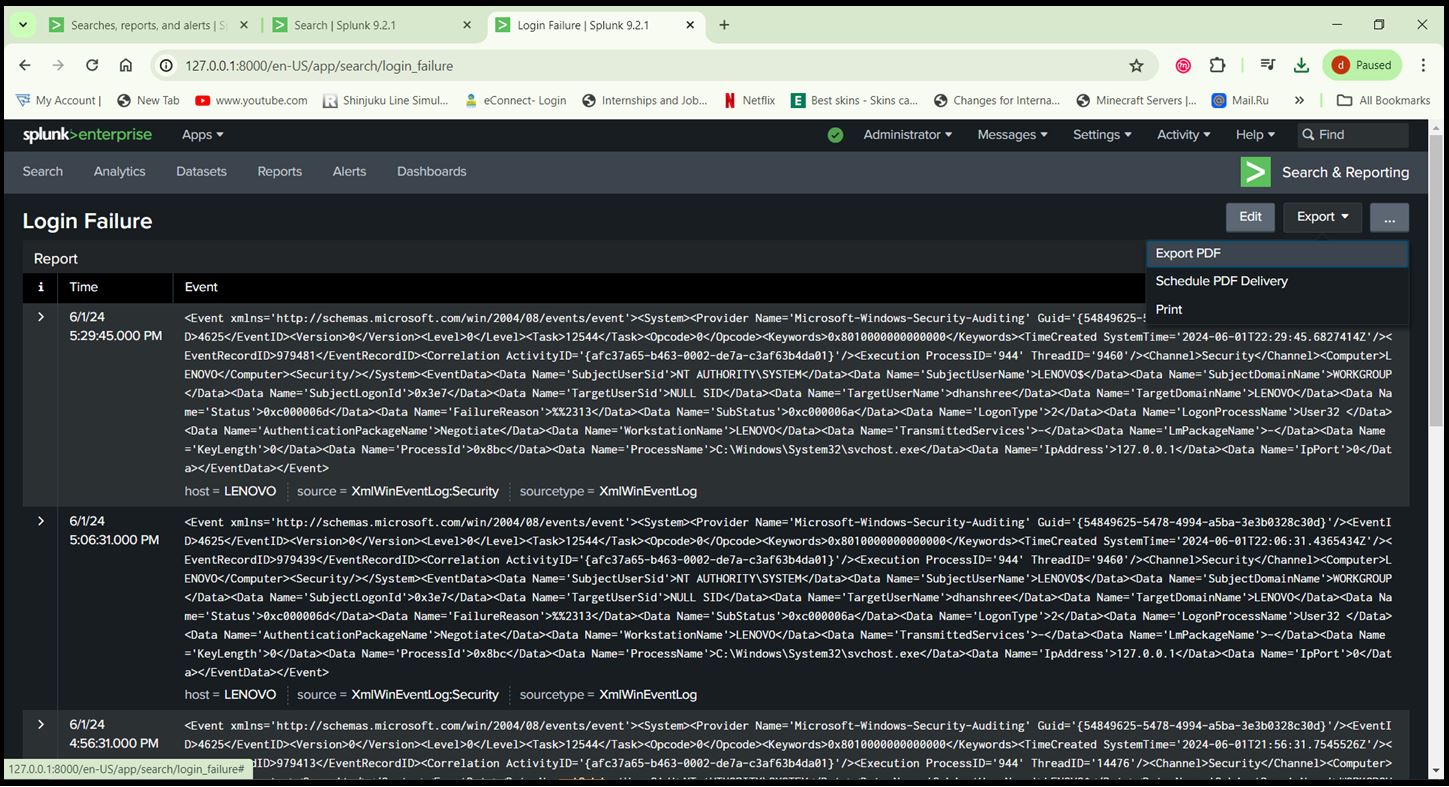 Searches, reports, and alerts | S
Search | Splunk 9.2.1
Login Failure | Splunk 9.2.1
127.0.0.1:8000/en-US/app/search/login_failure
m
d Paused
My Account |
New Tab
www.youtube.com
Shinjuku Line Simul...
eConnect- Login
Internships and Job...
Netflix
Best skins - Skins ca...
Changes for Interna...
Minecraft Servers |...
Mail.Ru
»
All Bookmarks
splunk>enterprise
Apps
Administrator
Messages
Settings
Activity
Help
Find
Search
Analytics
Datasets
Reports
Alerts
Dashboards
Search & Reporting
Login Failure
Edit
Export
...
Export PDF
Schedule PDF Delivery
Print
Report
i
Time
Event
6/1/24
5:29:45.000 PM
<Event xmlns='http://schemas.microsoft.com/win/2004/08/events/event'><System><Provider Name='Microsoft-Windows-Security-Auditing' Guid='{54849625-5
D>4625</EventID><Version>0</Version><Level>0</Level><Task>12544</Task><Opcode>0</Opcode><Keywords>0x8010000000000000</Keywords><TimeCreated SystemTime='2024-06-01T22:29:45.6827414Z'/><
EventRecordID>979481</EventRecordID><Correlation ActivityID='{afc37a65-b463-0002-de7a-c3af63b4da01}'/><Execution ProcessID='944' ThreadID='9460'/><Channel>Security</Channel><Computer>L
ENOVO</Computer><Security/></System><EventData><Data Name='SubjectUserSid'>NT AUTHORITY\SYSTEM</Data><Data Name='SubjectUserName'>LENOVO$</Data><Data Name='SubjectDomainName'>WORKGROUP
</Data><Data Name='SubjectLogonId'>0x3e7</Data><Data Name='TargetUserSid'>NULL SID</Data><Data Name='TargetUserName'>dhanshree</Data><Data Name='TargetDomainName'>LENOVO</Data><Data Na
me='Status'>0xc000006d</Data><Data Name='FailureReason'>%%2313</Data><Data Name='SubStatus'>0xc000006a</Data><Data Name='LogonType'>2</Data><Data Name='LogonProcessName'>User32 </Data>
<Data Name='AuthenticationPackageName'>Negotiate</Data><Data Name='WorkstationName'>LENOVO</Data><Data Name='TransmittedServices'>-</Data><Data Name='LmPackageName'>-</Data><Data Name
='KeyLength'>0</Data><Data Name='ProcessId'>0x8bc</Data><Data Name='ProcessName'>C:\Windows\System32\svchost.exe</Data><Data Name='IpAddress'>127.0.0.1</Data><Data Name='IpPort'>0</Dat
a></EventData></Event>
host = LENOVO
source = XmlWinEventLog:Security
sourcetype = XmlWinEventLog
6/1/24
5:06:31.000 PM
<Event xmlns='http://schemas.microsoft.com/win/2004/08/events/event'><System><Provider Name='Microsoft-Windows-Security-Auditing' Guid='{54849625-5478-4994-a5ba-3e3b0328c30d}'/><EventI
D>4625</EventID><Version>0</Version><Level>0</Level><Task>12544</Task><Opcode>0</Opcode><Keywords>0x8010000000000000</Keywords><TimeCreated SystemTime='2024-06-01T22:06:31.4365434Z'/><
EventRecordID>979439</EventRecordID><Correlation ActivityID='{afc37a65-b463-0002-de7a-c3af63b4da01}'/><Execution ProcessID='944' ThreadID='9460'/><Channel>Security</Channel><Computer>L
ENOVO</Computer><Security/></System><EventData><Data Name='SubjectUserSid'>NT AUTHORITY\SYSTEM</Data><Data Name='SubjectUserName'>LENOVO$</Data><Data Name='SubjectDomainName'>WORKGROUP
</Data><Data Name='SubjectLogonId'>0x3e7</Data><Data Name='TargetUserSid'>NULL SID</Data><Data Name='TargetUserName'>dhanshree</Data><Data Name='TargetDomainName'>LENOVO</Data><Data Na
me='Status'>0xc000006d</Data><Data Name='FailureReason'>%%2313</Data><Data Name='SubStatus'>0xc000006a</Data><Data Name='LogonType'>2</Data><Data Name='LogonProcessName'>User32 </Data>
<Data Name='AuthenticationPackageName'>Negotiate</Data><Data Name='WorkstationName'>LENOVO</Data><Data Name='TransmittedServices'>-</Data><Data Name='LmPackageName'>-</Data><Data Name
='KeyLength'>0</Data><Data Name='ProcessId'>0x8bc</Data><Data Name='ProcessName'>C:\Windows\System32\svchost.exe</Data><Data Name='IpAddress'>127.0.0.1</Data><Data Name='IpPort'>0</Dat
a></EventData></Event>
host = LENOVO
source = XmlWinEventLog:Security
sourcetype = XmlWinEventLog
6/1/24
4:56:31.000 PM
<Event xmlns='http://schemas.microsoft.com/win/2004/08/events/event'><System><Provider Name='Microsoft-Windows-Security-Auditing' Guid='{54849625-5478-4994-a5ba-3e3b0328c30d}'/><EventI
D>4625</EventID><Version>0</Version><Level>0</Level><Task>12544</Task><Opcode>0</Opcode><Keywords>0x8010000000000000</Keywords><TimeCreated SystemTime='2024-06-01T21:56:31.7545526Z'/><
EventRecordID>979413</EventRecordID><Correlation ActivityID='{afc37a65-b463-0002-de7a-c3af63b4da01}'/><Execution ProcessID='944' ThreadID='14476'/><Channel>Security</Channel><Computer>
127.0.0.1:8000/en-US/app/search/login_failure#